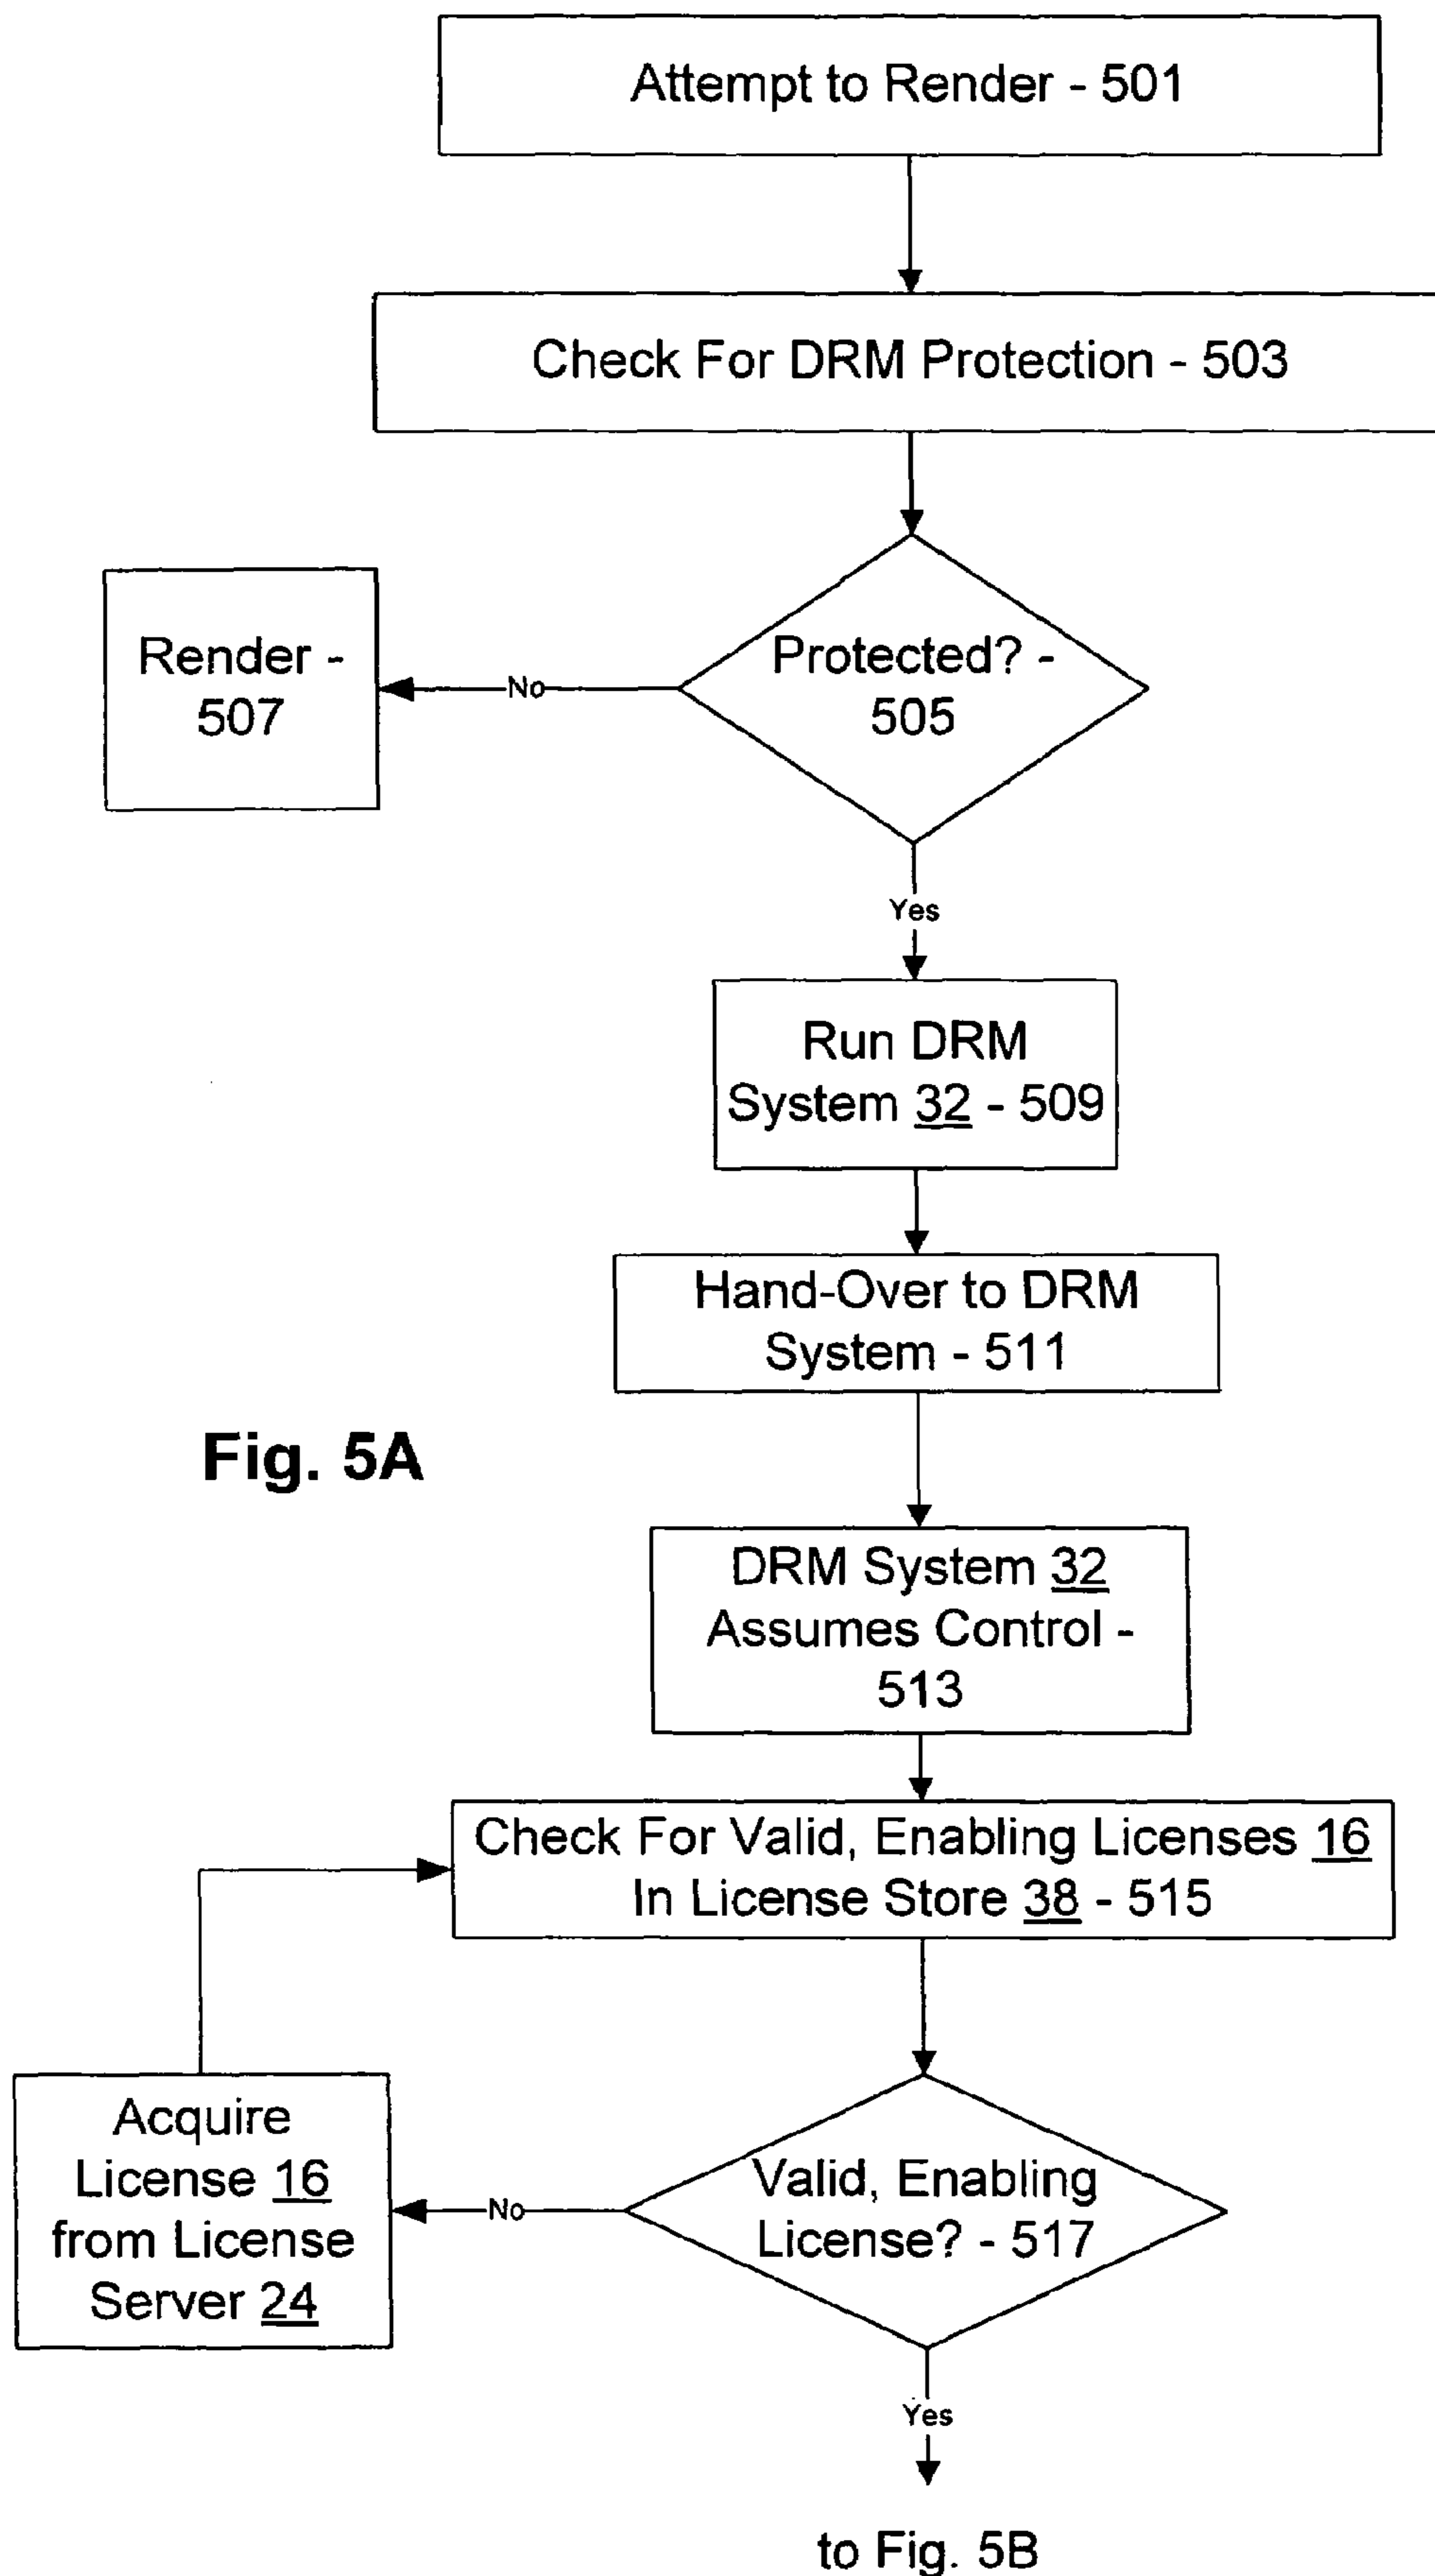 Attempt to Render - 501
Check For DRM Protection - 503
Protected? -
505
No
Render -
507
Yes
Run DRM
System 32 - 509
Hand-Over to DRM
System - 511
Fig. 5A
DRM System 32
Assumes Control -
513
Check For Valid, Enabling Licenses 16
In License Store 38 - 515
Valid, Enabling
License? - 517
No
Acquire
License 16
from License
Server 24
Yes
to Fig. 5B